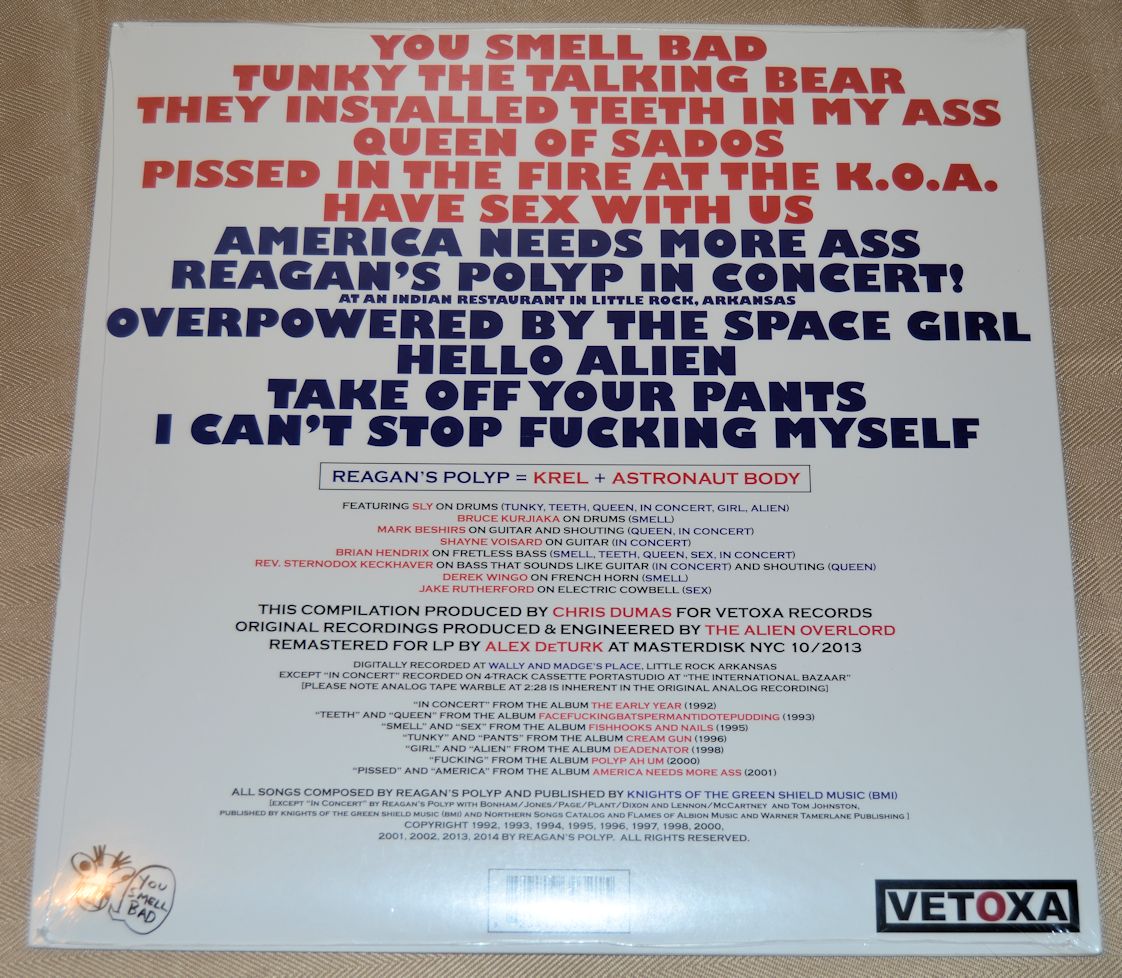 YOU SMELL BAD
TUNKY THE TALKING BEAR
THEY INSTALLED TEETH IN MY ASS
QUEEN OF SADOS
PISSED IN THE FIRE AT THE K.O.A.
HAVE SEX WITH US
AMERICA NEEDS MORE ASS
REAGAN'S POLYP IN CONCERT!
AT AN INDIAN RESTAURANT IN LITTLE ROCK, ARKANSAS
OVERPOWERED BY THE SPACE GIRL
HELLO ALIEN
TAKE OFF YOUR PANTS
I CAN'T STOP FUCKING MYSELF
REAGAN'S POLYP = KREL + ASTRONAUT BODY
FEATURING SLY ON DRUMS (TUNKY, TEETH, QUEEN, IN CONCERT, GIRL, ALIEN)
BRUCE KURJIAKA ON DRUMS (SMELL)
MARK BESHIRS ON GUITAR AND SHOUTING (QUEEN, IN CONCERT)
SHAYNE VOISARD ON GUITAR (IN CONCERT)
BRIAN HENDRIX ON FRETLESS BASS (SMELL, TEETH, QUEEN, SEX, IN CONCERT)
REV. STERNODOX KECKHAVER ON BASS THAT SOUNDS LIKE GUITAR (IN CONCERT) AND SHOUTING (QUEEN)
DEREK WINGO ON FRENCH HORN (SMELL)
JAKE RUTHERFORD ON ELECTRIC COWBELL (SEX)
THIS COMPILATION PRODUCED BY CHRIS DUMAS FOR VETOXA RECORDS
ORIGINAL RECORDINGS PRODUCED & ENGINEERED BY THE ALIEN OVERLORD
REMASTERED FOR LP BY ALEX DETURK AT MASTERDISK NYC 10/2013
DIGITALLY RECORDED AT WALLY AND MADGE'S PLACE, LITTLE ROCK ARKANSAS
EXCEPT "IN CONCERT" RECORDED ON 4-TRACK CASSETTE PORTASTUDIO AT "THE INTERNATIONAL BAZAAR"
[PLEASE NOTE ANALOG TAPE WARBLE AT 2:28 IS INHERENT IN THE ORIGINAL ANALOG RECORDING]
"IN CONCERT" FROM THE ALBUM THE EARLY YEAR (1992)
"TEETH" AND "QUEEN" FROM THE ALBUM FACEFUCKINGBATSPERMANTIDOTEPUDDING (1993)
"SMELL" AND "SEX" FROM THE ALBUM FISHHOOKS AND NAILS (1995)
"TUNKY" AND "PANTS" FROM THE ALBUM CREAM GUN (1996)
"GIRL" AND "ALIEN" FROM THE ALBUM DEADENATOR (1998)
"FUCKING" FROM THE ALBUM POLYP AH UM (2000)
"PISSED" AND "AMERICA" FROM THE ALBUM AMERICA NEEDS MORE ASS (2001)
ALL SONGS COMPOSED BY REAGAN'S POLYP AND PUBLISHED BY KNIGHTS OF THE GREEN SHIELD MUSIC (BMI)
[EXCEPT "IN CONCERT" BY REAGAN'S POLYP WITH BONHAM/JONES/PAGE/PLANT/DIXON AND LENNON/MCCARTNEY AND TOM JOHNSTON,
PUBLISHED BY KNIGHTS OF THE GREEN SHIELD MUSIC (BMI) AND NORTHERN SONGS CATALOG AND FLAMES OF ALBION MUSIC AND WARNER TAMERLANE PUBLISHING]
COPYRIGHT 1992, 1993, 1994, 1995, 1996, 1997, 1998, 2000,
2001, 2002, 2013, 2014 BY REAGAN'S POLYP. ALL RIGHTS RESERVED.
YOU
SMELL
BAD
VETOXA